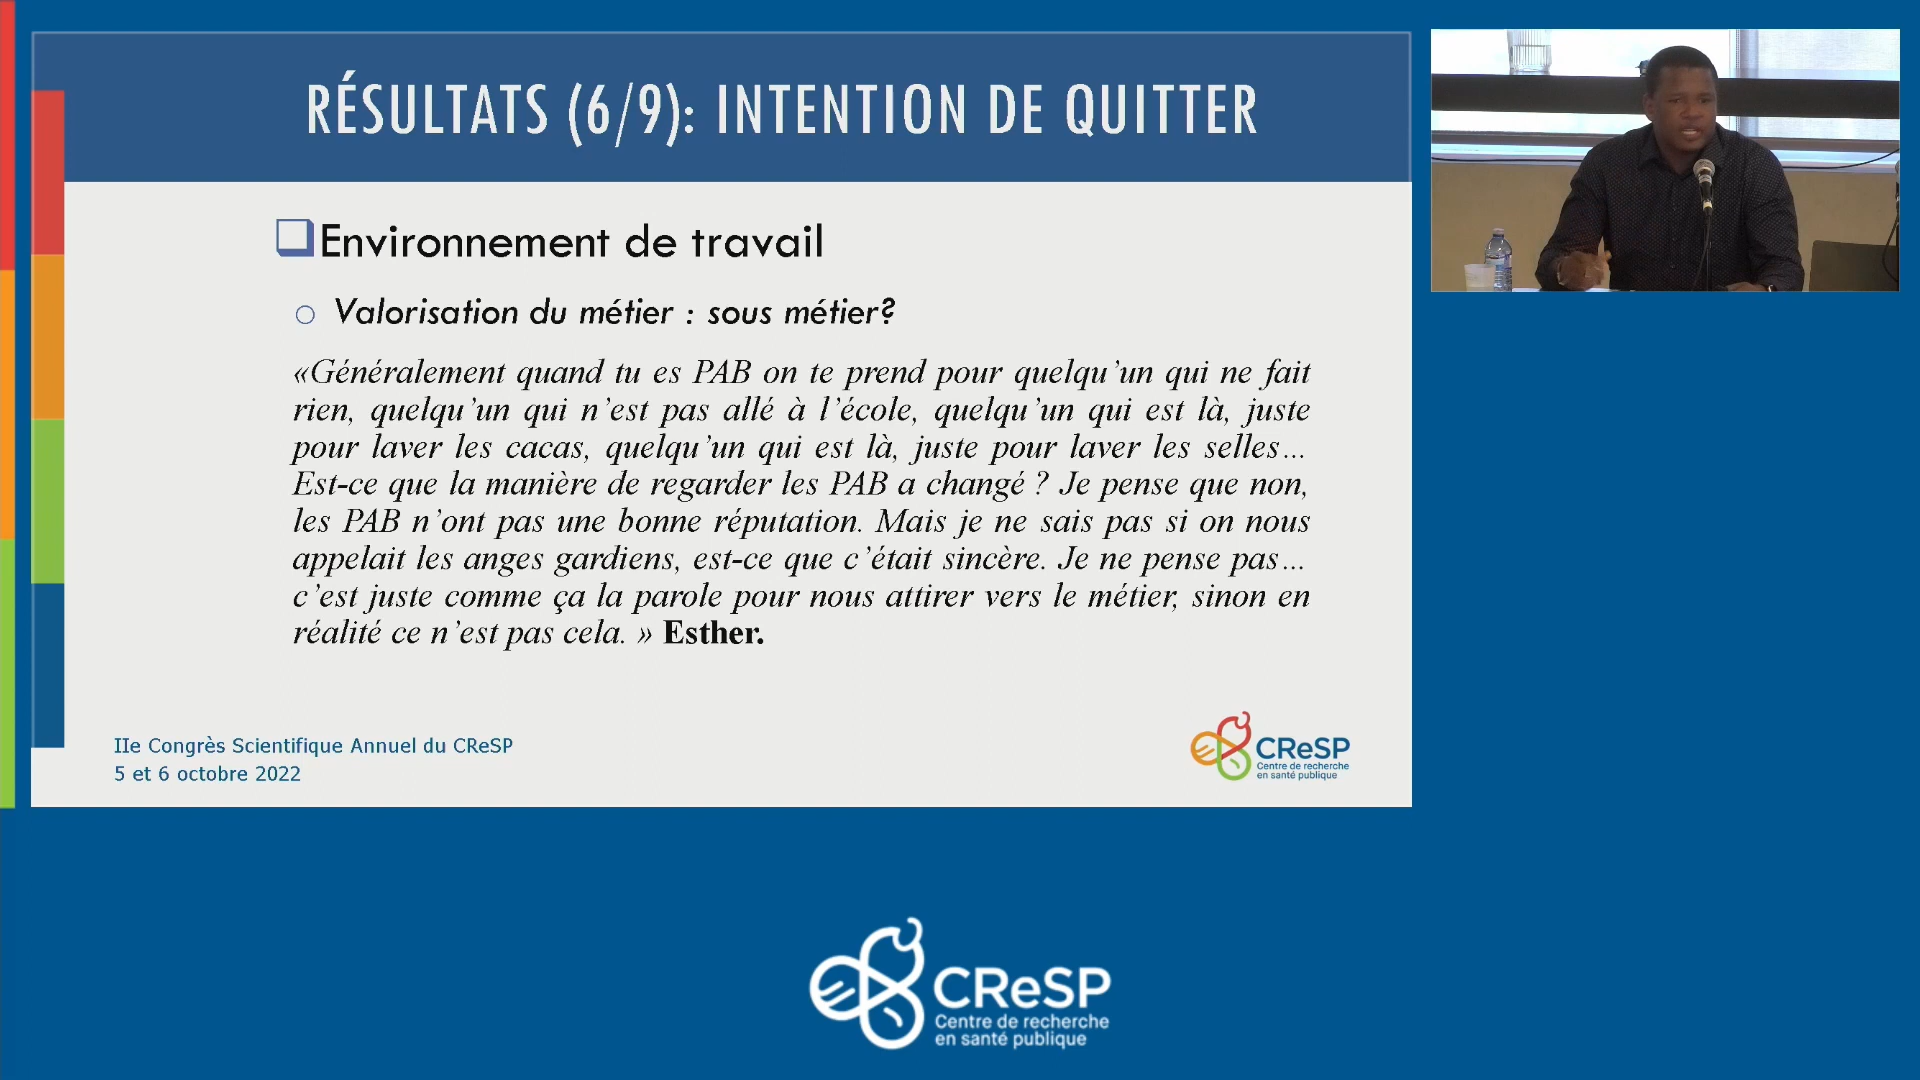 RÉSULTATS (6/9): INTENTION DE QUITTER
Environnement de travail
Valorisation du métier : sous métier?
«Généralement quand tu es PAB on te prend pour quelqu’un qui ne fait
rien, quelqu’un qui n’est pas allé à l’école, quelqu’un qui est là, juste
pour laver les cacas, quelqu’un qui est là, juste pour laver les selles…
Est-ce que la manière de regarder les PAB a changé ? Je pense que non,
les PAB n’ont pas une bonne réputation. Mais je ne sais pas si on nous
appelait les anges gardiens, est-ce que c’était sincère. Je ne pense pas…
c’est juste comme ça la parole pour nous attirer vers le métier, sinon en
réalité ce n’est pas cela. » Esther.
IIe Congrès Scientifique Annuel du CReSP
5 et 6 octobre 2022
CReSP
Centre de recherche
en santé publique
CReSP
Centre de recherche
en santé publique